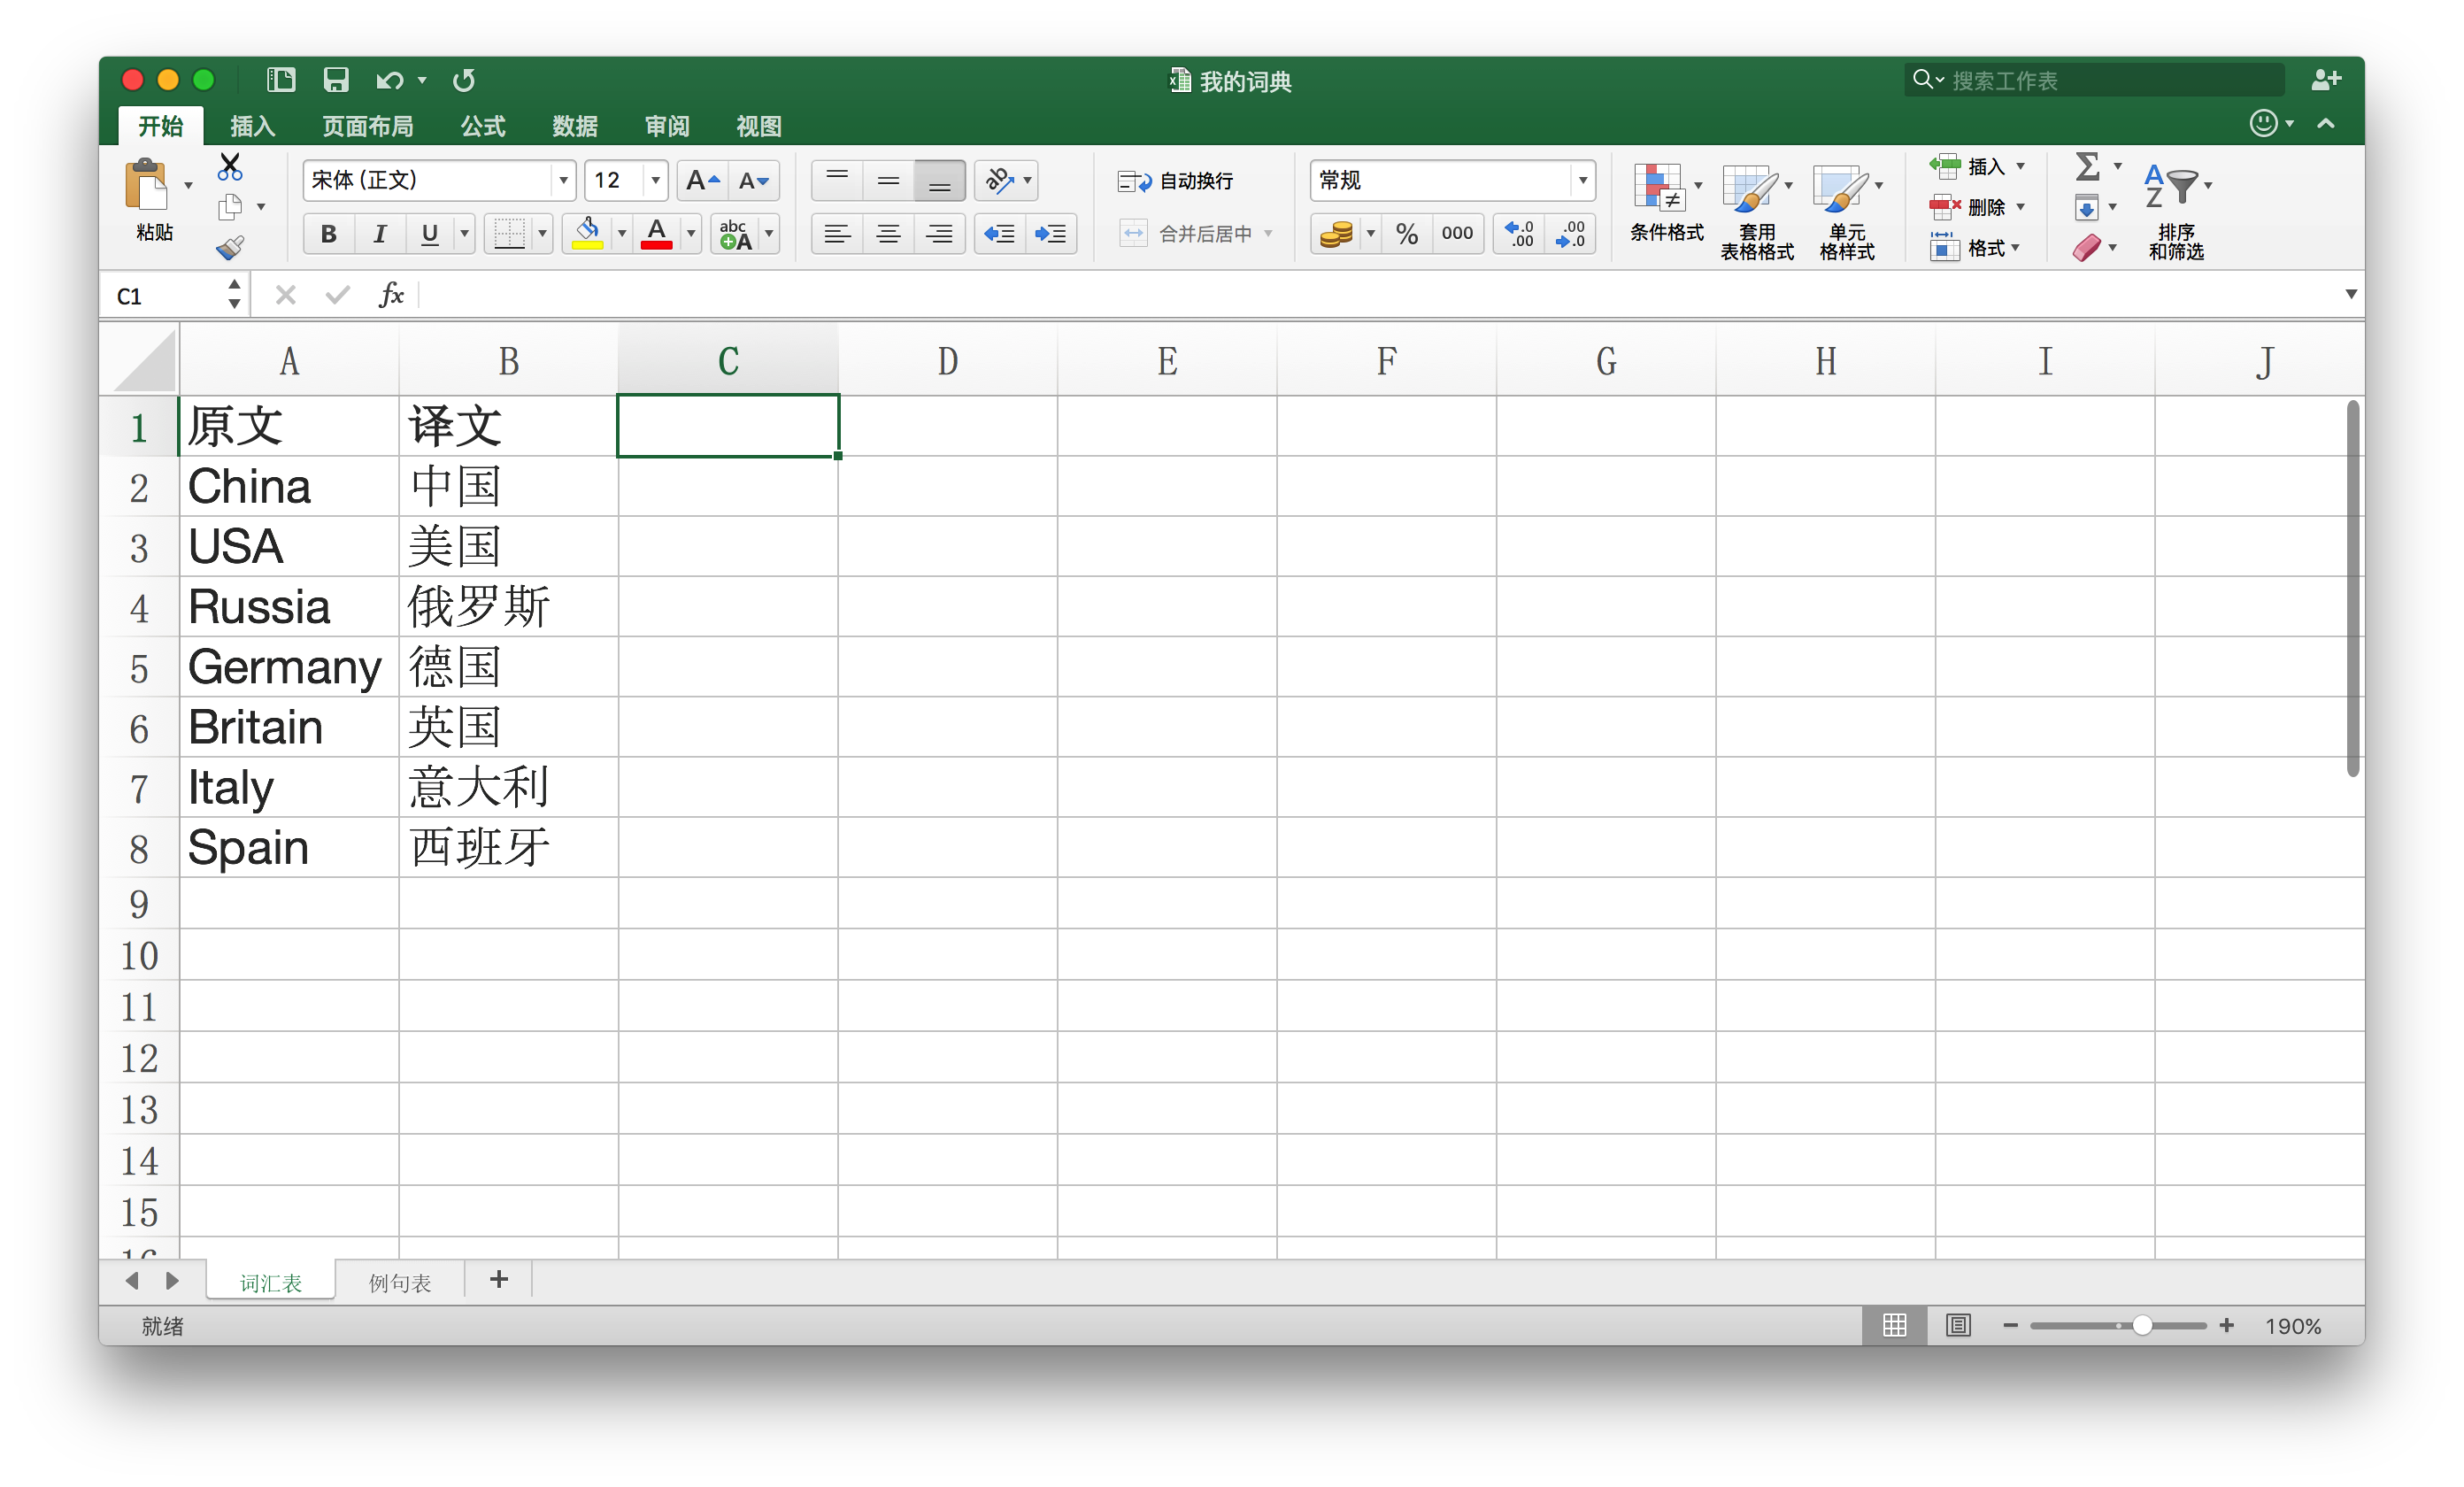 我的词典
搜索工作表
开始 插入 页面布局 公式 数据 审阅 视图
粘贴
宋体 (正文) 12
B I U A abc A
自动换行
合并后居中
常规
% 000 .0 .00 .00 .0
条件格式
套用
表格格式
单元
格样式
插入
删除
格式
排序
和筛选
C1 fx
A B C D E F G H I J
1 原文 译文
2 China 中国
3 USA 美国
4 Russia 俄罗斯
5 Germany 德国
6 Britain 英国
7 Italy 意大利
8 Spain 西班牙
9
10
11
12
13
14
15
16
词汇表 例句表 +
就绪 190%